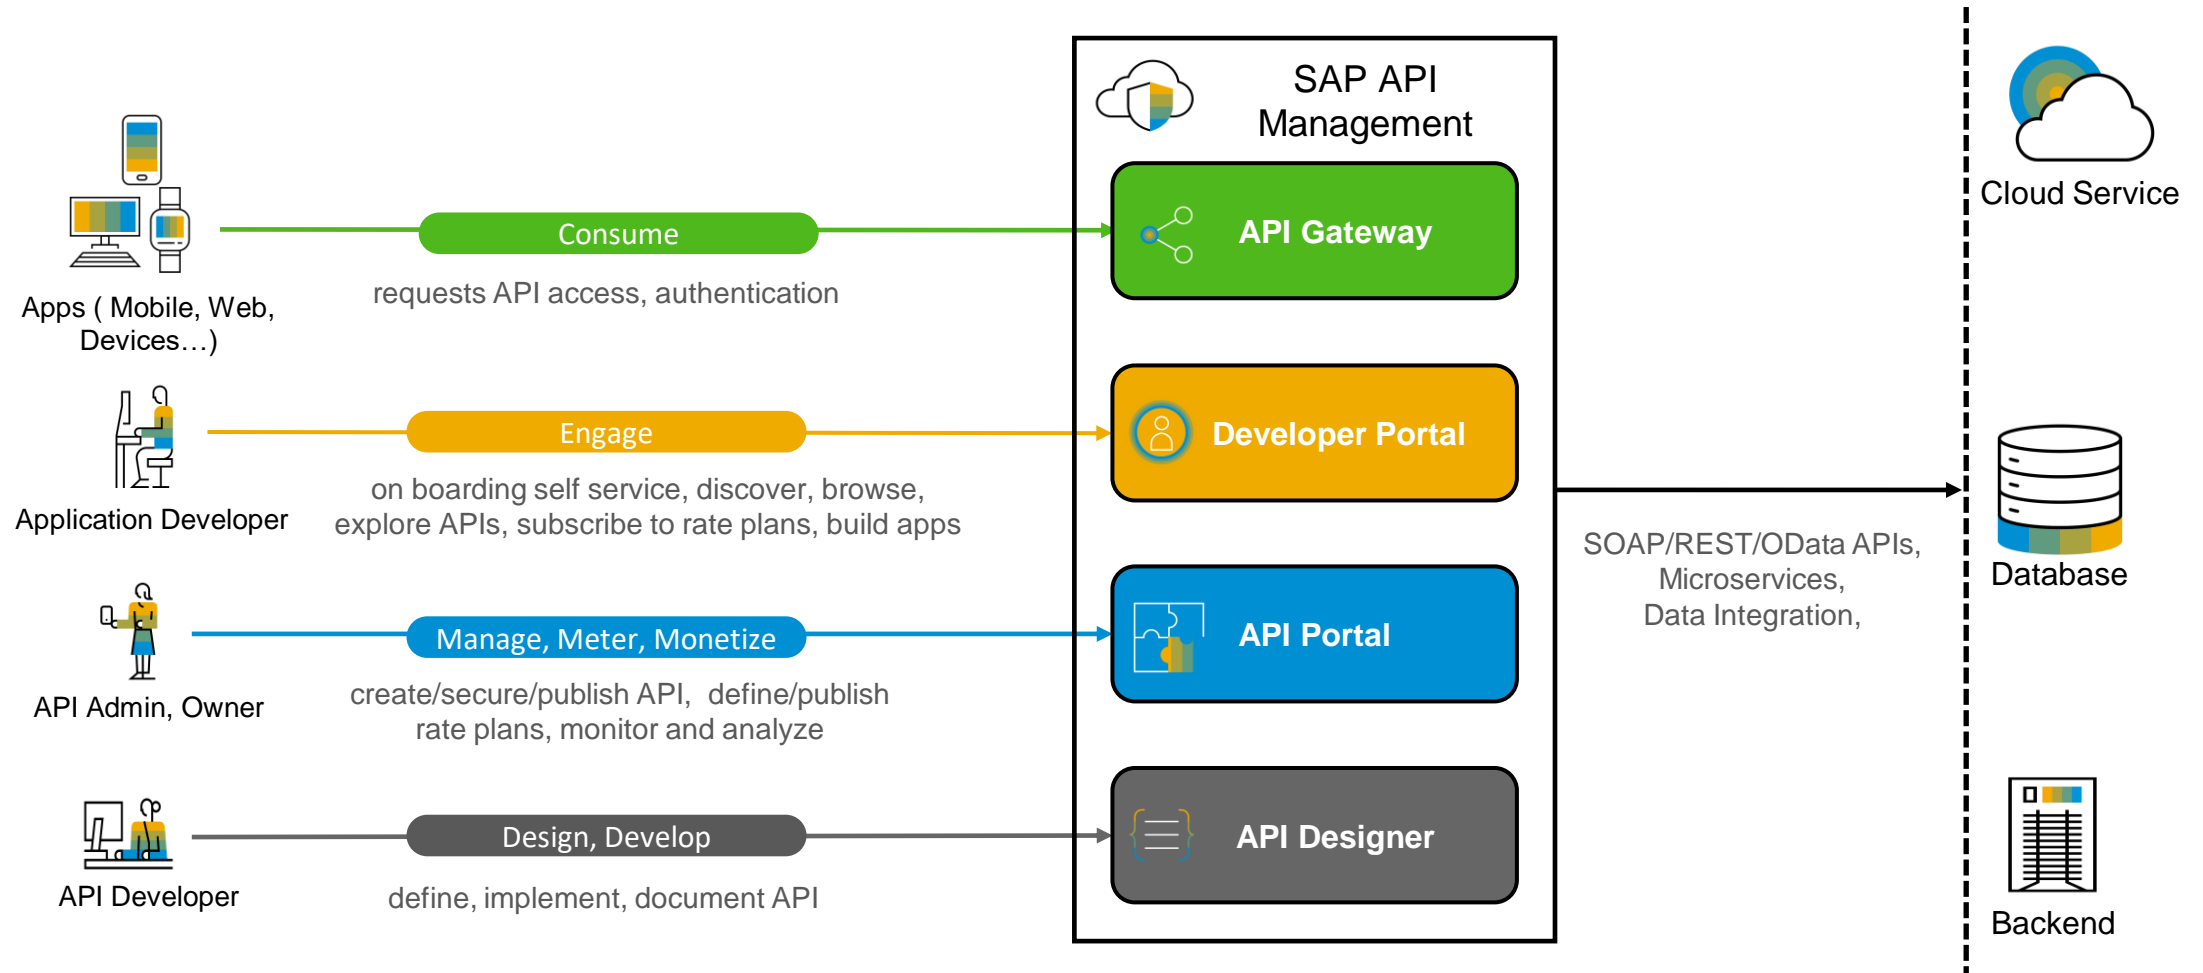 SAP API
Management
Cloud Service
Apps ( Mobile, Web,
Devices…)
Consume
requests API access, authentication
API Gateway
Application Developer
Engage
on boarding self service, discover, browse,
explore APIs, subscribe to rate plans, build apps
Developer Portal
SOAP/REST/OData APIs,
Microservices,
Data Integration,
Database
API Admin, Owner
Manage, Meter, Monetize
create/secure/publish API,  define/publish
rate plans, monitor and analyze
API Portal
API Developer
Design, Develop
define, implement, document API
API Designer
Backend